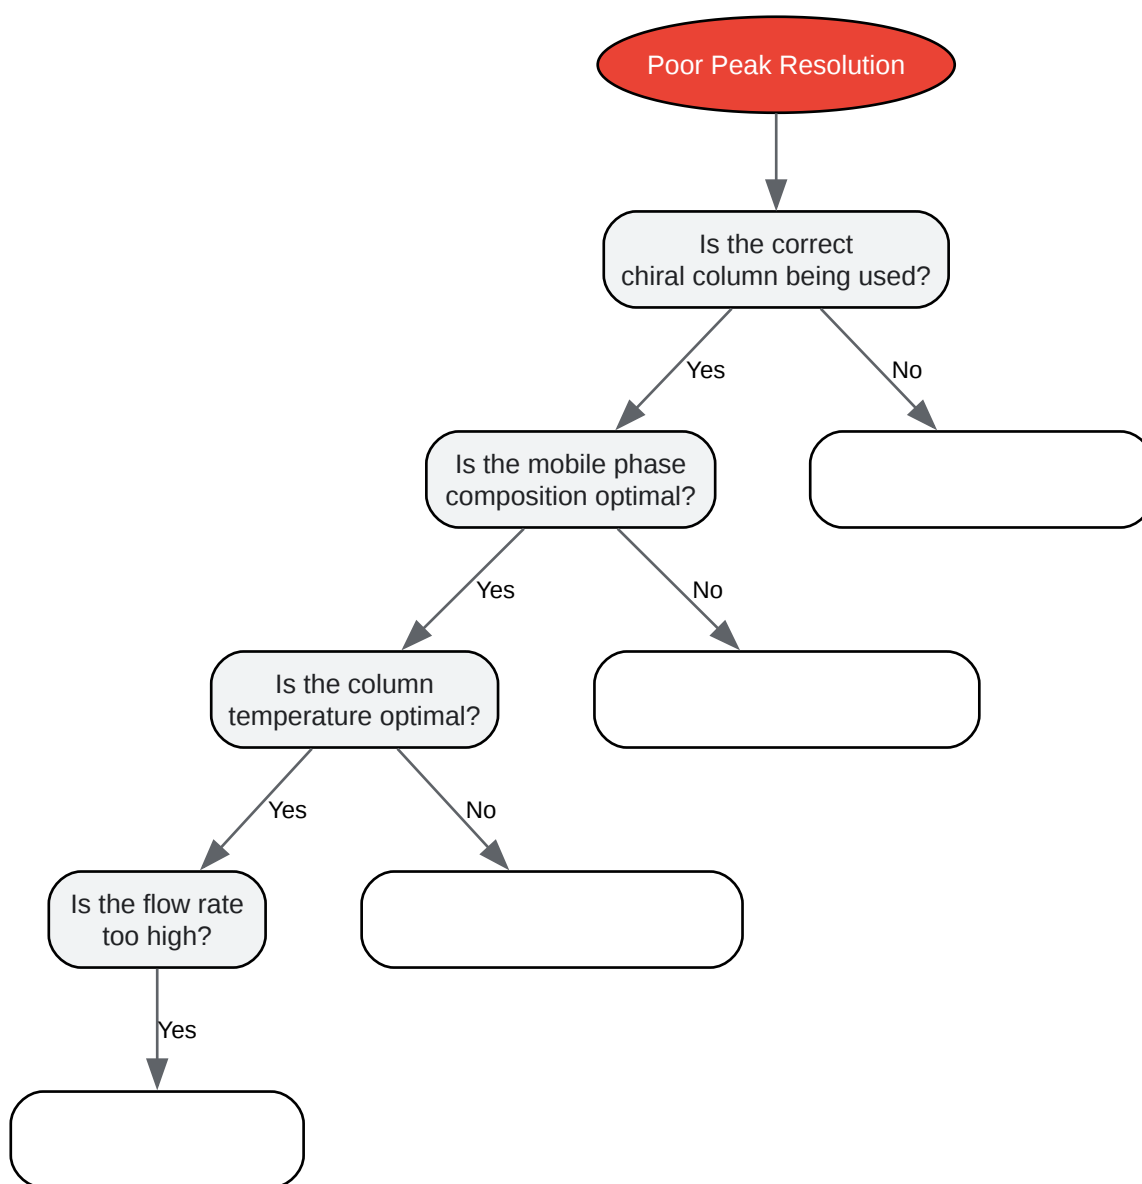 Poor Peak Resolution
Is the correct
chiral column being used?
Yes
No
Is the mobile phase
composition optimal?
Yes
No
Is the column
temperature optimal?
Yes
No
Is the flow rate
too high?
Yes